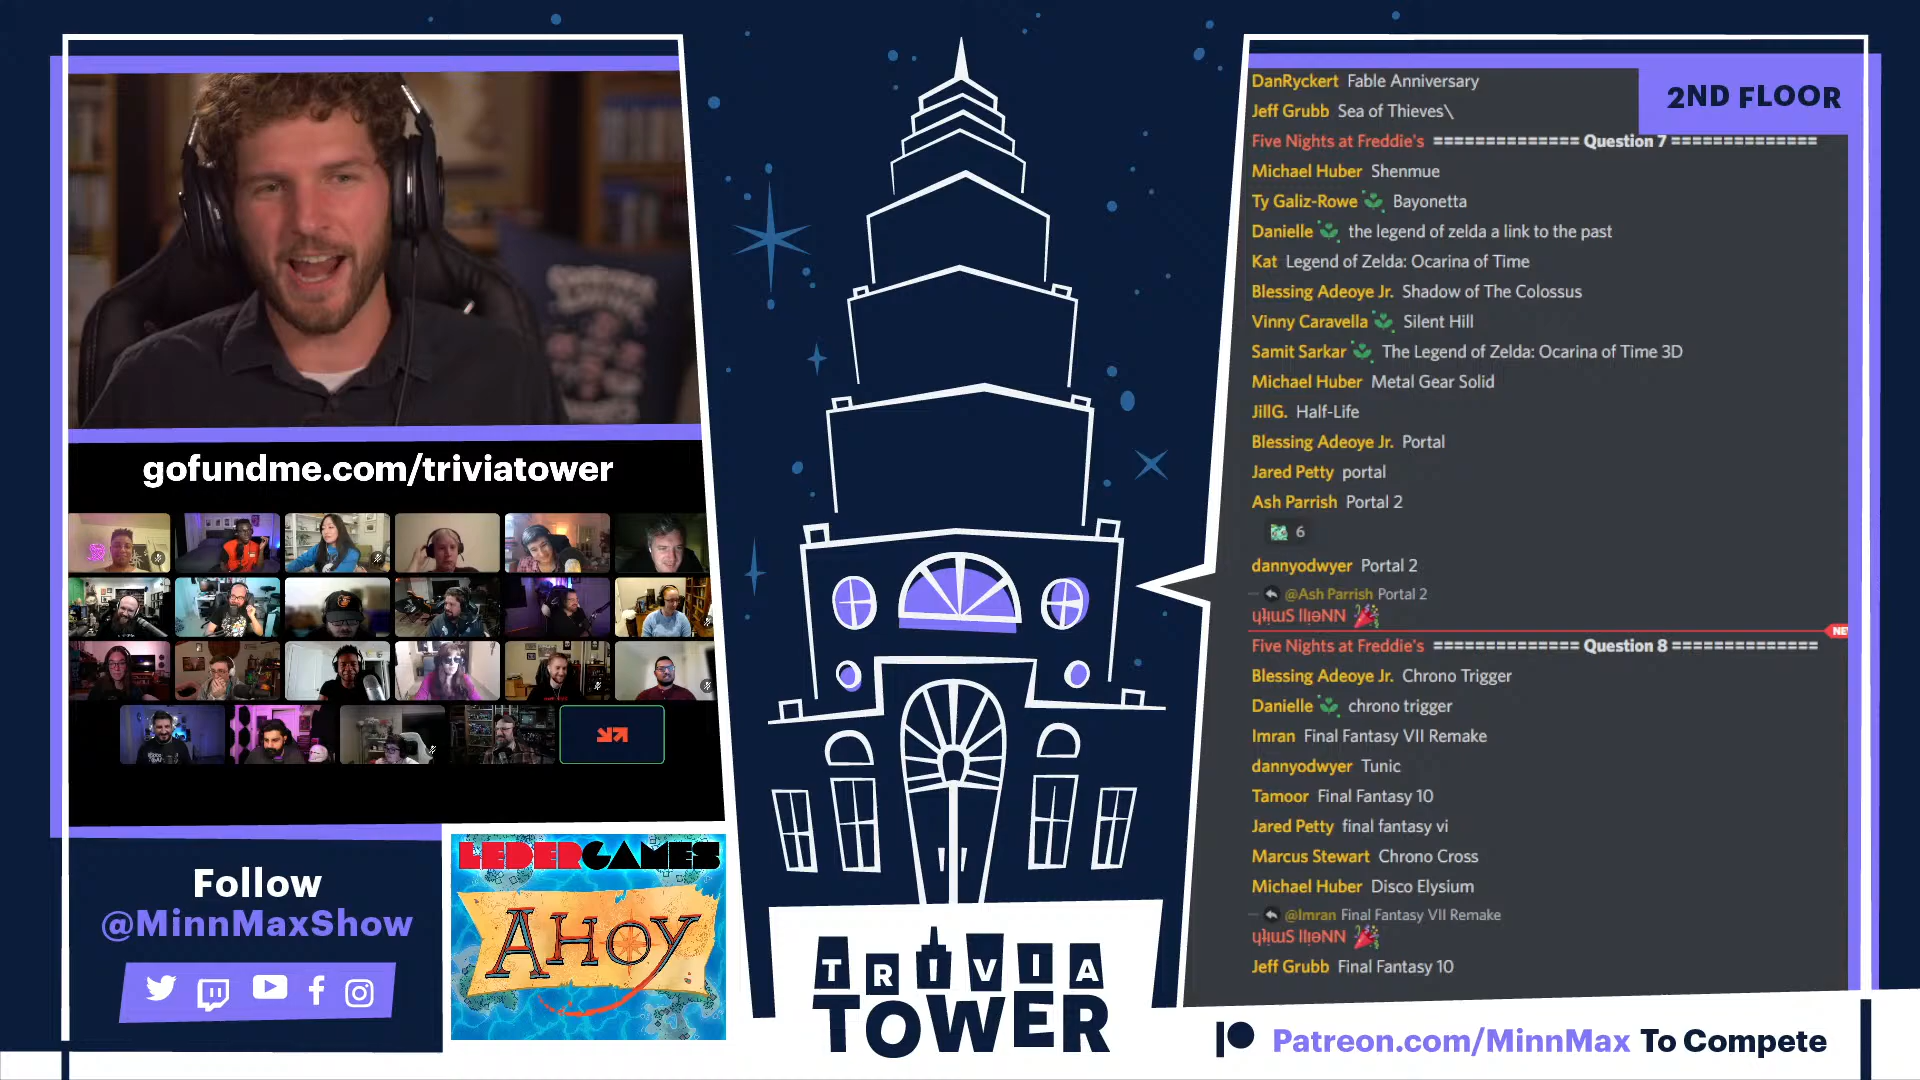 gofundme.com/triviatower
Follow
@MinnMaxShow
LEDERGAMES
AHOY
TRIVIA
TOWER
2ND FLOOR
DanRyckert Fable Anniversary
Jeff Grubb Sea of Thieves\
Five Nights at Freddie's ============== Question 7 ==============
Michael Huber Shenmue
Ty Galiz-Rowe Bayonetta
Danielle the legend of zelda a link to the past
Kat Legend of Zelda: Ocarina of Time
Blessing Adeoye Jr. Shadow of The Colossus
Vinny Caravella Silent Hill
Samit Sarkar The Legend of Zelda: Ocarina of Time 3D
Michael Huber Metal Gear Solid
JillG. Half-Life
Blessing Adeoye Jr. Portal
Jared Petty portal
Ash Parrish Portal 2
6
dannyodwyer Portal 2
@Ash Parrish Portal 2
NEW
Five Nights at Freddie's ============== Question 8 ==============
Blessing Adeoye Jr. Chrono Trigger
Danielle chrono trigger
Imran Final Fantasy VII Remake
dannyodwyer Tunic
Tamoor Final Fantasy 10
Jared Petty final fantasy vi
Marcus Stewart Chrono Cross
Michael Huber Disco Elysium
@Imran Final Fantasy VII Remake
Jeff Grubb Final Fantasy 10
Patreon.com/MinnMax To Compete